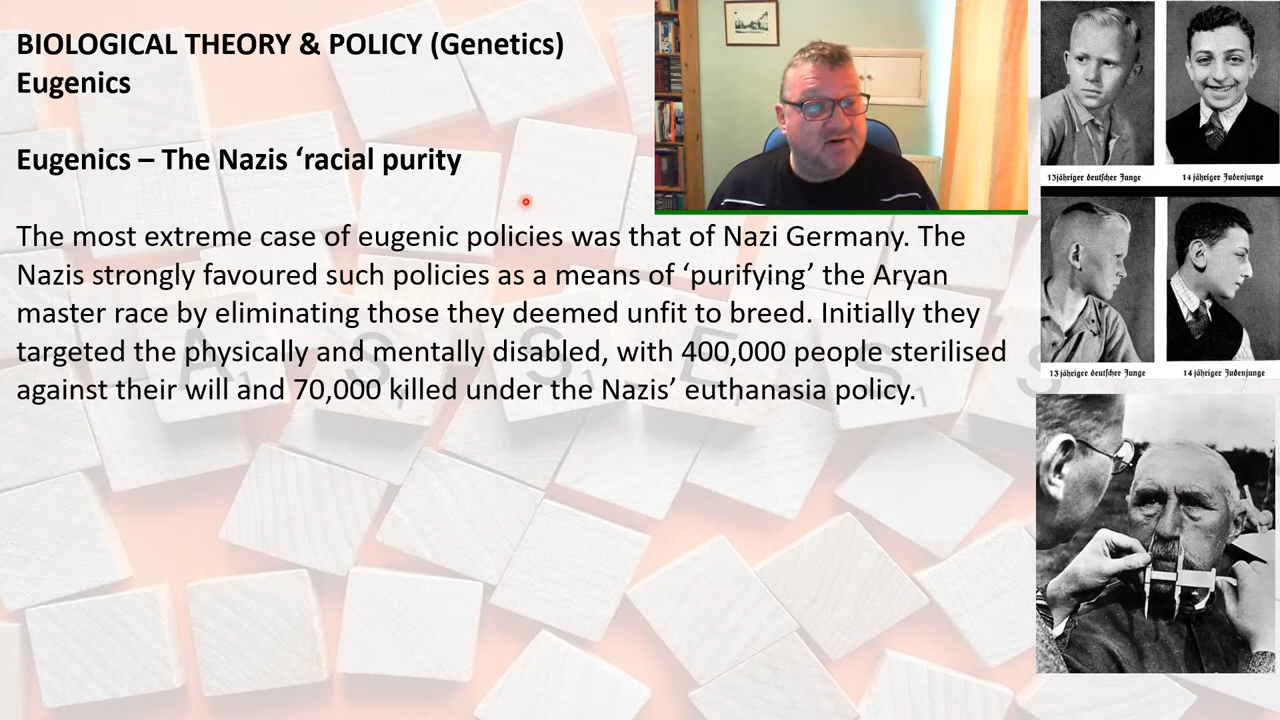 BIOLOGICAL THEORY & POLICY (Genetics)
Eugenics
Eugenics – The Nazis ‘racial purity
The most extreme case of eugenic policies was that of Nazi Germany. The
Nazis strongly favoured such policies as a means of ‘purifying’ the Aryan
master race by eliminating those they deemed unfit to breed. Initially they
targeted the physically and mentally disabled, with 400,000 people sterilised
against their will and 70,000 killed under the Nazis’ euthanasia policy.
13jähriger deutscher Junge
14 jähriger Judenjunge
13 jähriger deutscher Junge
14 jähriger Judenjunge
A S S E S S